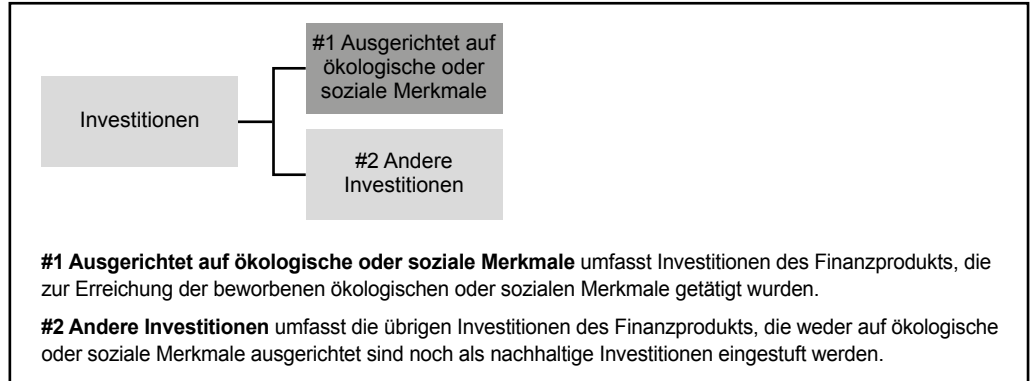 #1 Ausgerichtet auf
ökologische oder
soziale Merkmale
Investitionen
#2 Andere
Investitionen
#1 Ausgerichtet auf ökologische oder soziale Merkmale umfasst Investitionen des Finanzprodukts, die
zur Erreichung der beworbenen ökologischen oder sozialen Merkmale getätigt wurden.
#2 Andere Investitionen umfasst die übrigen Investitionen des Finanzprodukts, die weder auf ökologische
oder soziale Merkmale ausgerichtet sind noch als nachhaltige Investitionen eingestuft werden.